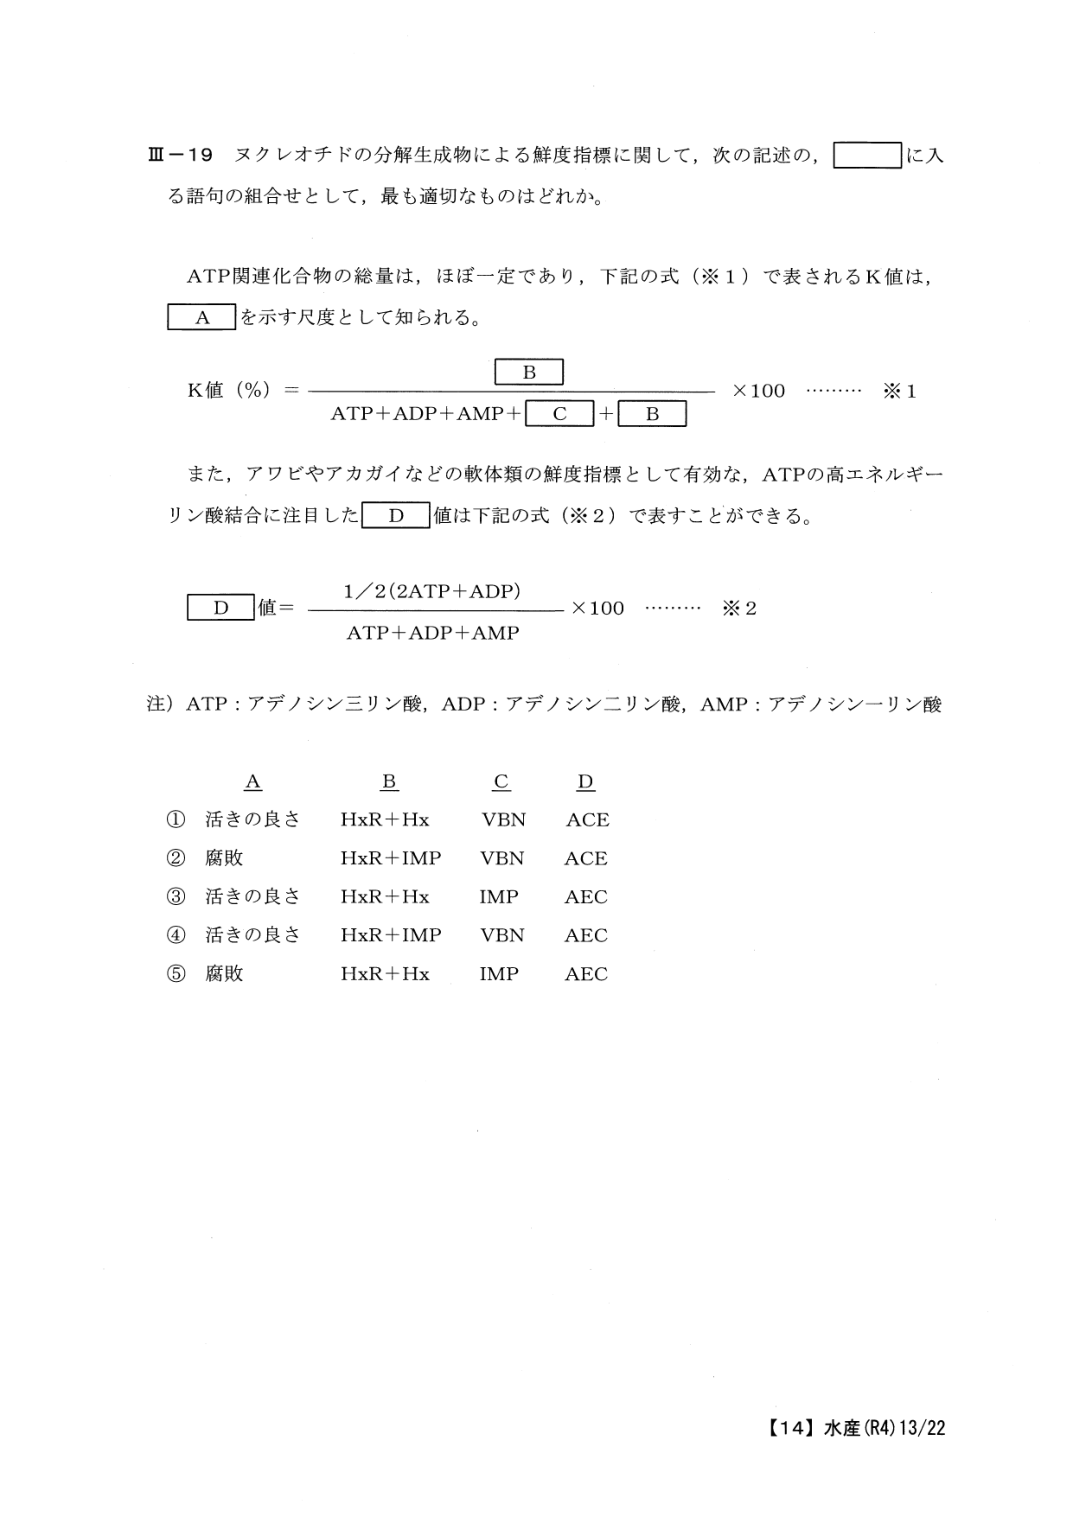 Ⅲ－19　ヌクレオチドの分解生成物による鮮度指標に関して，次の記述の，　　　に入
る語句の組合せとして，最も適切なものはどれか。
ATP関連化合物の総量は，ほぼ一定であり，下記の式（※１）で表されるK値は，
A を示す尺度として知られる。
B
K値（％）＝　×100　………　※１
ATP＋ADP＋AMP＋ C ＋ B
また，アワビやアカガイなどの軟体類の鮮度指標として有効な，ATPの高エネルギー
リン酸結合に注目した D 値は下記の式（※２）で表すことができる。
1／2(2ATP＋ADP)
D 値＝　×100　………　※２
ATP＋ADP＋AMP
注）ATP：アデノシン三リン酸，ADP：アデノシン二リン酸，AMP：アデノシン一リン酸
A　B　C　D
①　活きの良さ　HxR＋Hx　VBN　ACE
②　腐敗　HxR＋IMP　VBN　ACE
③　活きの良さ　HxR＋Hx　IMP　AEC
④　活きの良さ　HxR＋IMP　VBN　AEC
⑤　腐敗　HxR＋Hx　IMP　AEC
【14】水産(R4)13/22